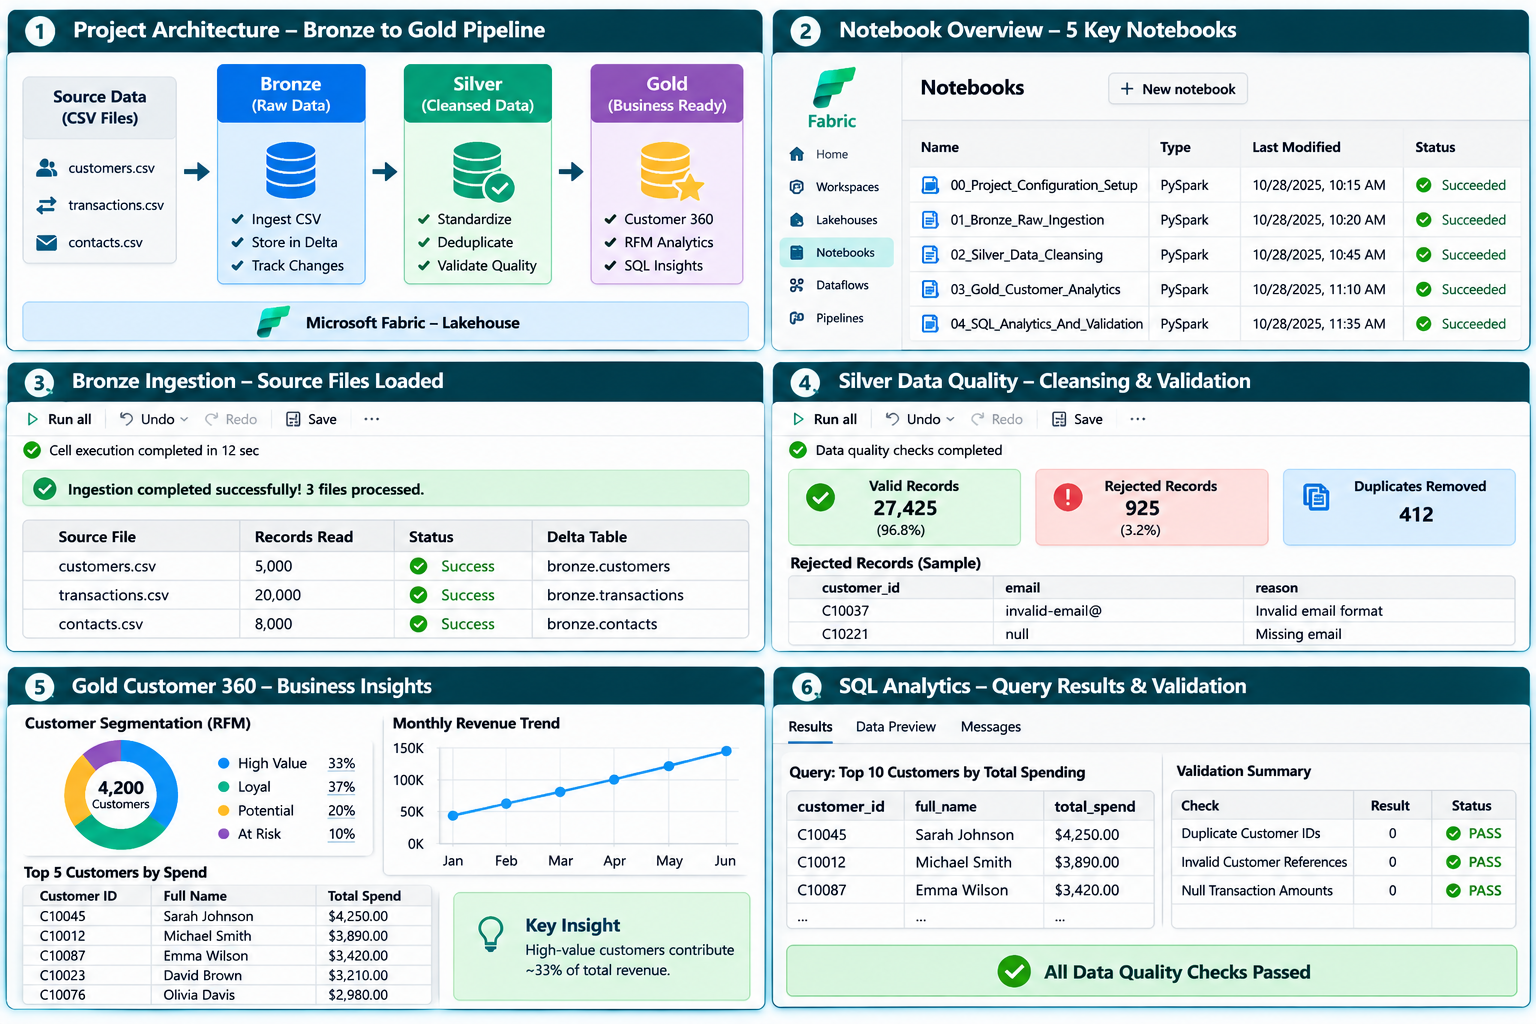 1 Project Architecture – Bronze to Gold Pipeline
Source Data
(CSV Files)
customers.csv
transactions.csv
contacts.csv
Bronze
(Raw Data)
Ingest CSV
Store in Delta
Track Changes
Silver
(Cleansed Data)
Standardize
Deduplicate
Validate Quality
Gold
(Business Ready)
Customer 360
RFM Analytics
SQL Insights
Microsoft Fabric – Lakehouse
2 Notebook Overview – 5 Key Notebooks
Fabric
Home
Workspaces
Lakehouses
Notebooks
Dataflows
Pipelines
Notebooks
+ New notebook
Name Type Last Modified Status
00_Project_Configuration_Setup PySpark 10/28/2025, 10:15 AM Succeeded
01_Bronze_Raw_Ingestion PySpark 10/28/2025, 10:20 AM Succeeded
02_Silver_Data_Cleansing PySpark 10/28/2025, 10:45 AM Succeeded
03_Gold_Customer_Analytics PySpark 10/28/2025, 11:10 AM Succeeded
04_SQL_Analytics_And_Validation PySpark 10/28/2025, 11:35 AM Succeeded
3. Bronze Ingestion – Source Files Loaded
Run all Undo Redo Save ...
Cell execution completed in 12 sec
Ingestion completed successfully! 3 files processed.
Source File Records Read Status Delta Table
customers.csv 5,000 Success bronze.customers
transactions.csv 20,000 Success bronze.transactions
contacts.csv 8,000 Success bronze.contacts
4. Silver Data Quality – Cleansing & Validation
Run all Undo Redo Save ...
Data quality checks completed
Valid Records
27,425
(96.8%)
Rejected Records
925
(3.2%)
Duplicates Removed
412
Rejected Records (Sample)
customer_id email reason
C10037 invalid-email@ Invalid email format
C10221 null Missing email
5 Gold Customer 360 – Business Insights
Customer Segmentation (RFM)
4,200
Customers
High Value 33%
Loyal 37%
Potential 20%
At Risk 10%
Monthly Revenue Trend
150K
100K
50K
0K
Jan Feb Mar Apr May Jun
Top 5 Customers by Spend
Customer ID Full Name Total Spend
C10045 Sarah Johnson $4,250.00
C10012 Michael Smith $3,890.00
C10087 Emma Wilson $3,420.00
C10023 David Brown $3,210.00
C10076 Olivia Davis $2,980.00
Key Insight
High-value customers contribute
~33% of total revenue.
6. SQL Analytics – Query Results & Validation
Results Data Preview Messages
Query: Top 10 Customers by Total Spending
customer_id full_name total_spend
C10045 Sarah Johnson $4,250.00
C10012 Michael Smith $3,890.00
C10087 Emma Wilson $3,420.00
... ... ...
Validation Summary
Check Result Status
Duplicate Customer IDs 0 PASS
Invalid Customer References 0 PASS
Null Transaction Amounts 0 PASS
All Data Quality Checks Passed